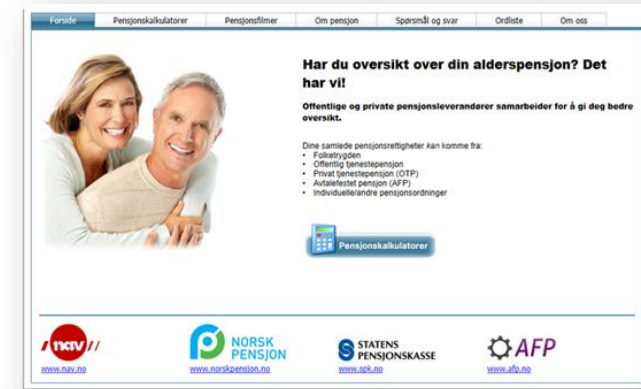 Forside Pensjonskalkulatorer Pensjonsfilmer Om pensjon Spørsmål og svar Ordliste Om oss
Har du oversikt over din alderspensjon? Det
har vi!
Offentlige og private pensjonsleverandører samarbeider for å gi deg bedre
oversikt.
Dine samlede pensjonsrettigheter kan komme fra:
• Folketrygden
• Offentlig tjenestepensjon
• Privat tjenestepensjon (OTP)
• Avtalefestet pensjon (AFP)
• Individuelle/andre pensjonsordninger
Pensjonskalkulatorer
nav
NORSK
PENSJON
STATENS
PENSJONSKASSE
AFP
www.nav.no www.norskpensjon.no www.spk.no www.afp.no